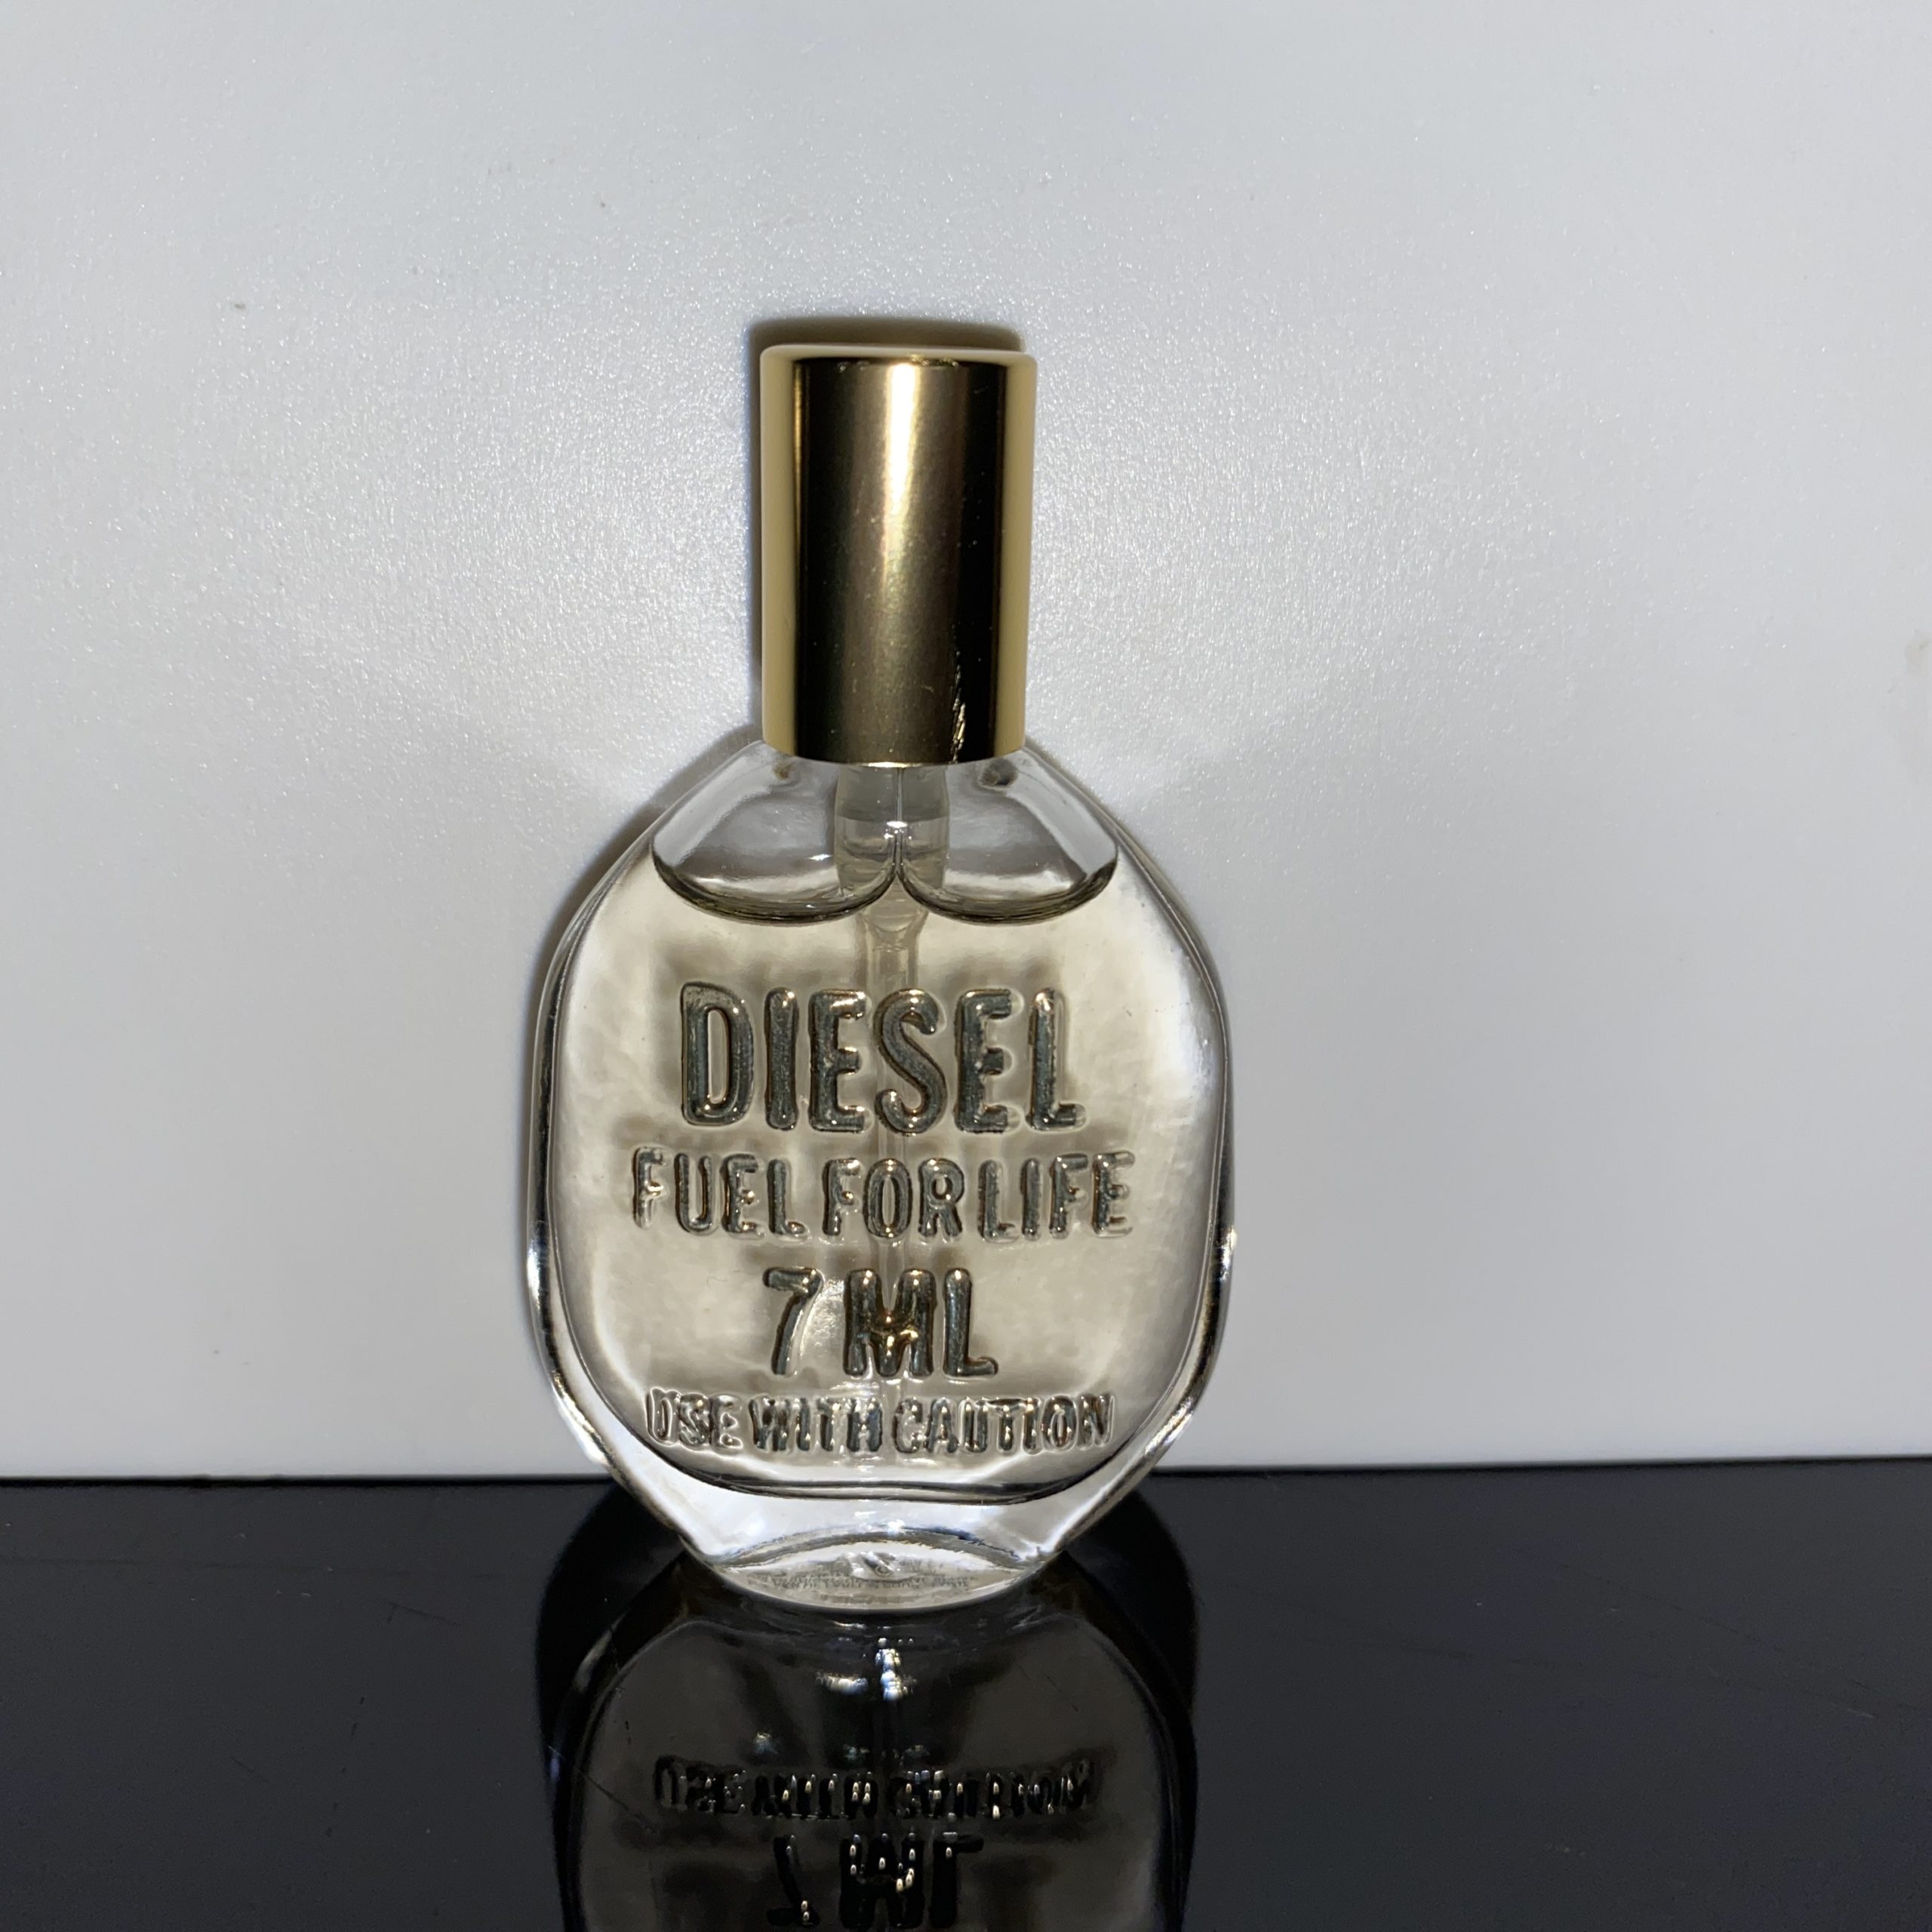 DIESEL
FUEL FOR LIFE
7 ML
USE WITH CAUTION